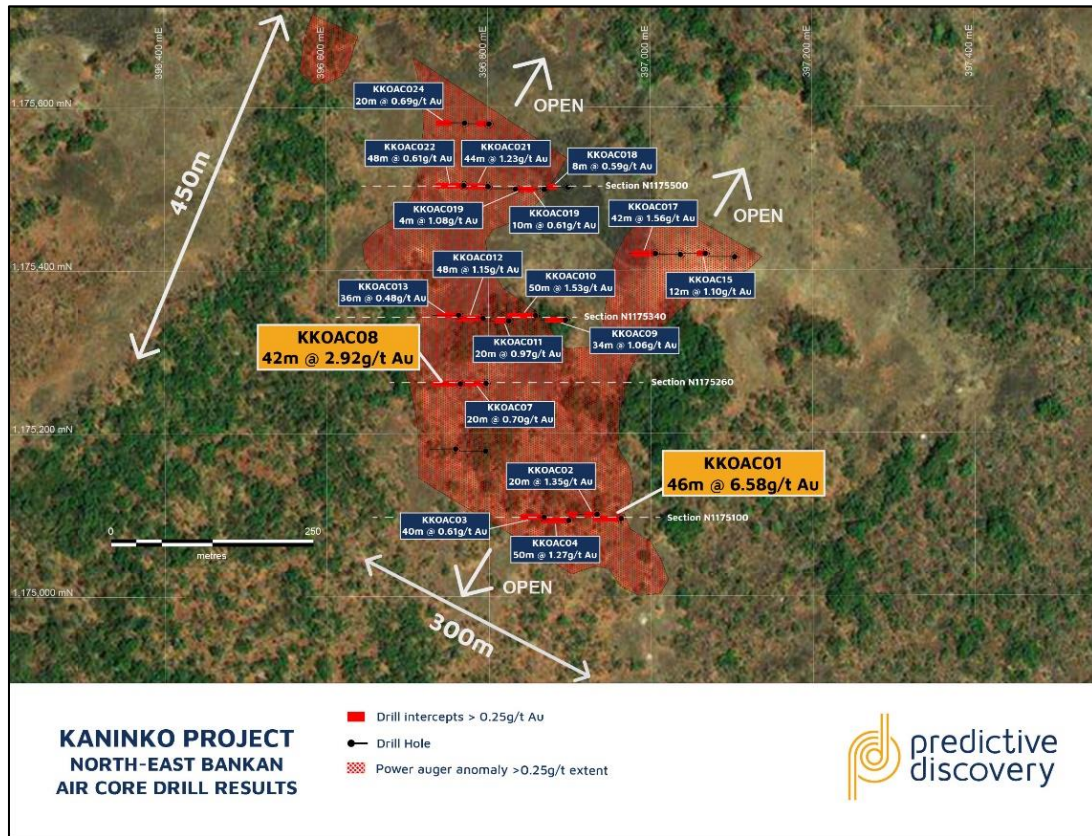 396,400 mE
396,600 mE
396,800 mE
397,000 mE
397,200 mE
397,400 mE
1,175,600 mN
1,175,400 mN
1,175,200 mN
1,175,000 mN
450m
OPEN
KKOAC024
20m @ 0.69g/t Au
KKOAC022
48m @ 0.61g/t Au
KKOAC021
44m @ 1.23g/t Au
KKOAC018
8m @ 0.59g/t Au
Section N1175500
KKOAC019
4m @ 1.08g/t Au
KKOAC019
10m @ 0.61g/t Au
KKOAC017
42m @ 1.56g/t Au
OPEN
KKOAC15
12m @ 1.10g/t Au
KKOAC012
48m @ 1.15g/t Au
KKOAC010
50m @ 1.53g/t Au
KKOAC013
36m @ 0.48g/t Au
Section N1175340
KKOAC011
20m @ 0.97g/t Au
KKOAC09
34m @ 1.06g/t Au
KKOAC08
42m @ 2.92g/t Au
Section N1175260
KKOAC07
20m @ 0.70g/t Au
KKOAC02
20m @ 1.35g/t Au
KKOAC01
46m @ 6.58g/t Au
Section N1175100
KKOAC03
40m @ 0.61g/t Au
KKOAC04
50m @ 1.27g/t Au
0 250
metres
OPEN
300m
KANINKO PROJECT
NORTH-EAST BANKAN
AIR CORE DRILL RESULTS
Drill intercepts > 0.25g/t Au
Drill Hole
Power auger anomaly >0.25g/t extent
predictive
discovery